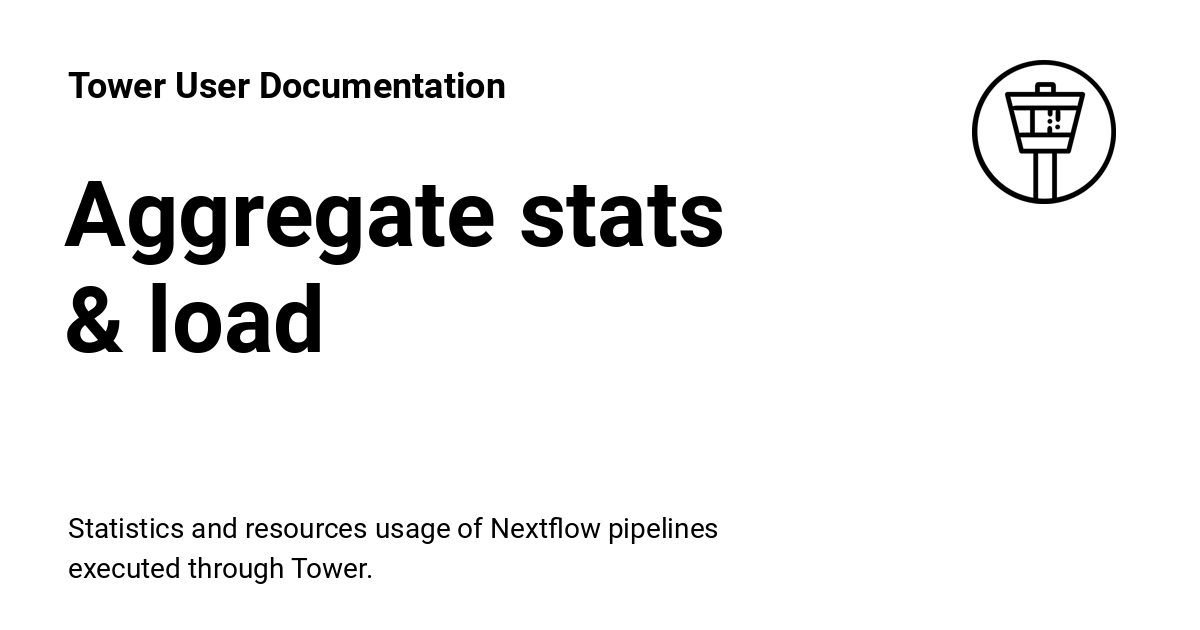 Tower User Documentation
Aggregate stats
& load
Statistics and resources usage of Nextflow pipelines
executed through Tower.